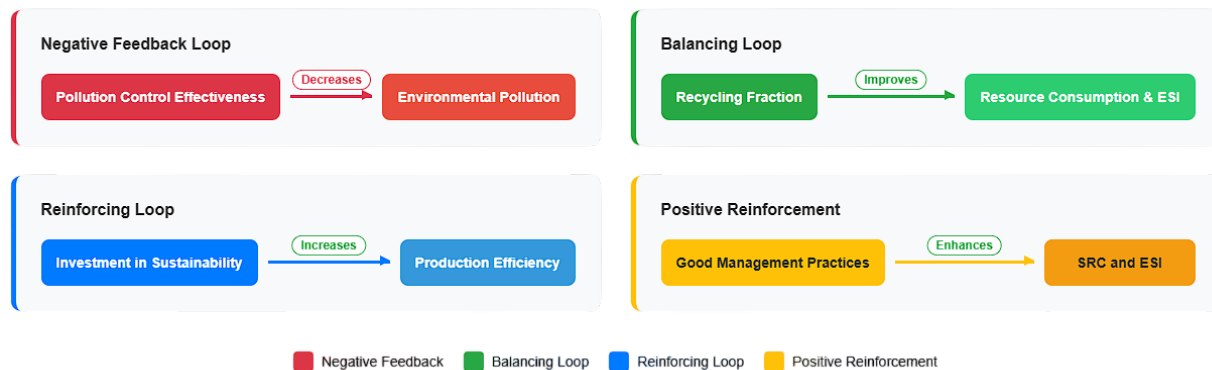 Negative Feedback Loop
Pollution Control Effectiveness
Decreases
Environmental Pollution
Balancing Loop
Recycling Fraction
Improves
Resource Consumption & ESI
Reinforcing Loop
Investment in Sustainability
Increases
Production Efficiency
Positive Reinforcement
Good Management Practices
Enhances
SRC and ESI
Negative Feedback
Balancing Loop
Reinforcing Loop
Positive Reinforcement